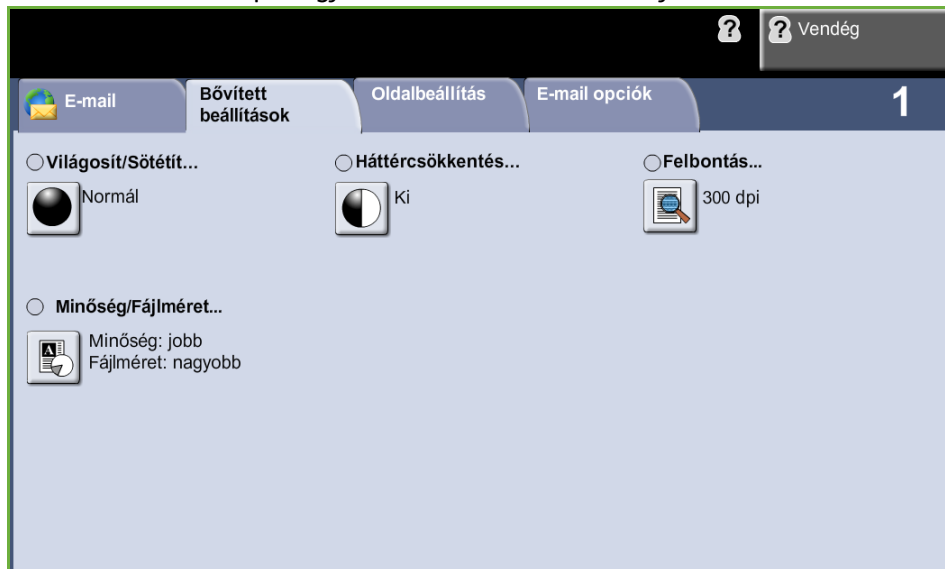 Vendég
E-mail
Bővített
beállítások
Oldalbeállítás
E-mail opciók
1
Világosít/Sötétít...
Normál
Háttércsökkentés...
Ki
Felbontás...
300 dpi
Minőség/Fájlméret...
Minőség: jobb
Fájlméret: nagyobb